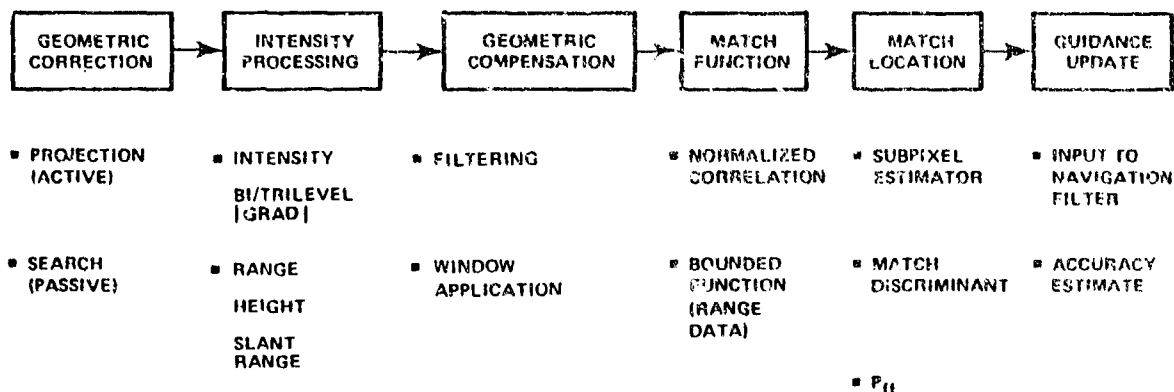 GEOMETRIC
CORRECTION
INTENSITY
PROCESSING
GEOMETRIC
COMPENSATION
MATCH
FUNCTION
MATCH
LOCATION
GUIDANCE
UPDATE
▪ PROJECTION
(ACTIVE)
▪ SEARCH
(PASSIVE)
▪ INTENSITY
BI/TRILEVEL
|GRAD|
▪ RANGE
HEIGHT
SLANT
RANGE
▪ FILTERING
▪ WINDOW
APPLICATION
▪ NORMALIZED
CORRELATION
▪ BOUNDED
FUNCTION
(RANGE
DATA)
▪ SUBPIXEL
ESTIMATOR
▪ MATCH
DISCRIMINANT
▪ INPUT TO
NAVIGATION
FILTER
▪ ACCURACY
ESTIMATE